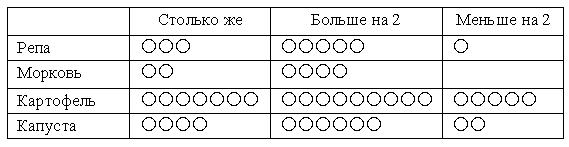 Столько же Больше на 2 Меньше на 2
Репа
Морковь
Картофель
Капуста